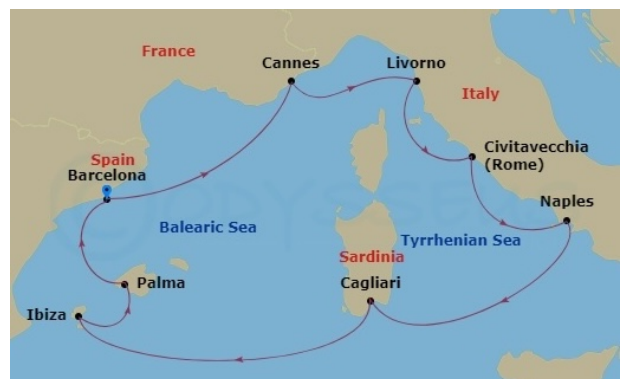 France
Cannes
Livorno
Italy
Civitavecchia
(Rome)
Spain
Barcelona
Naples
Balearic Sea
Tyrrhenian Sea
Sardinia
Cagliari
Palma
Ibiza